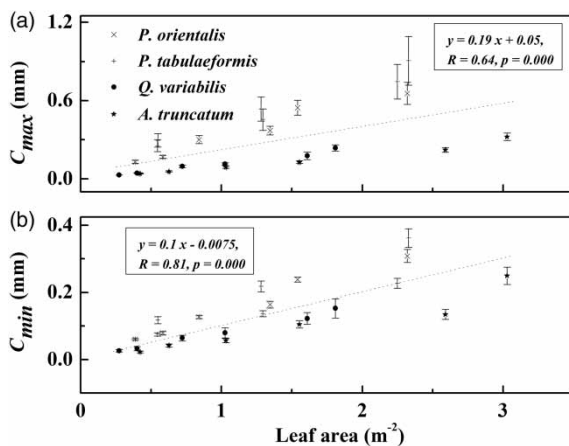 (a)
1.2
0.6
0.0
C_max (mm)
× P. orientalis
+ P. tabulaeformis
● Q. variabilis
★ A. truncatum
y = 0.19 x + 0.05,
R = 0.64, p = 0.000
(b)
0.4
0.2
0.0
C_min (mm)
y = 0.1 x - 0.0075,
R = 0.81, p = 0.000
0 1 2 3
Leaf area (m⁻²)